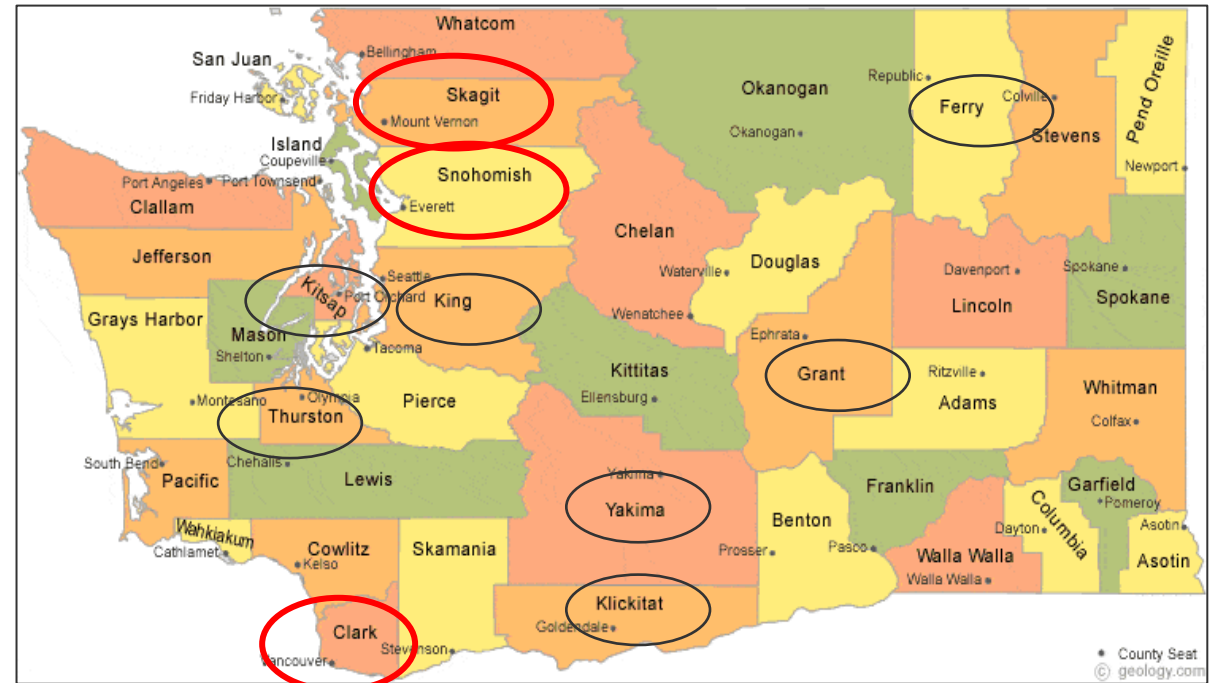 Whatcom
San Juan
Bellingham
Friday Harbor
Skagit
Mount Vernon
Okanogan
Okanogan
Republic
Ferry
Colville
Stevens
Pend Oreille
Newport
Island
Coupeville
Snohomish
Everett
Port Angeles
Port Townsend
Clallam
Chelan
Jefferson
Waterville
Douglas
Davenport
Lincoln
Spokane
Spokane
Seattle
Kitsap
Port Orchard
King
Grays Harbor
Mason
Shelton
Tacoma
Wenatchee
Ephrata
Kittitas
Ellensburg
Grant
Ritzville
Adams
Whitman
Colfax
Montesano
Olympia
Thurston
Pierce
South Bend
Pacific
Chehalis
Lewis
Yakima
Yakima
Franklin
Garfield
Pomeroy
Wahkiakum
Cathlamet
Cowlitz
Kelso
Skamania
Prosser
Benton
Pasco
Walla Walla
Walla Walla
Dayton
Columbia
Asotin
Asotin
Clark
Vancouver
Stevenson
Klickitat
Goldendale
County Seat
© geology.com